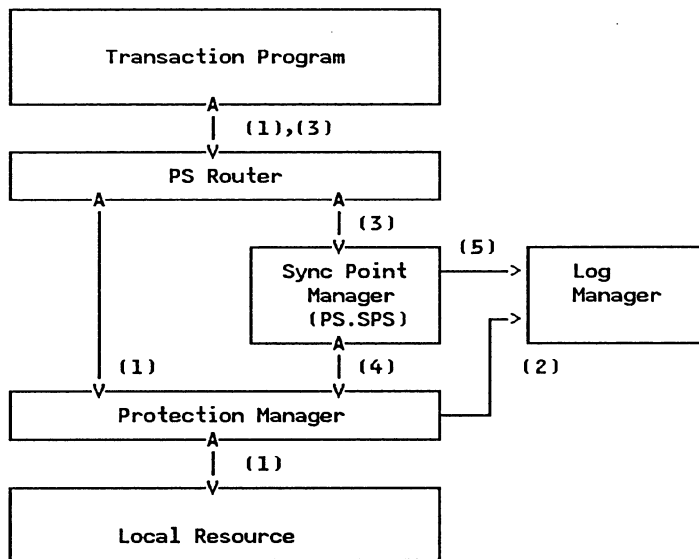 Transaction Program
(1),(3)
PS Router
(3)
(5)
Sync Point
Manager
(PS.SPS)
Log
Manager
(1)
(4)
(2)
Protection Manager
(1)
Local Resource